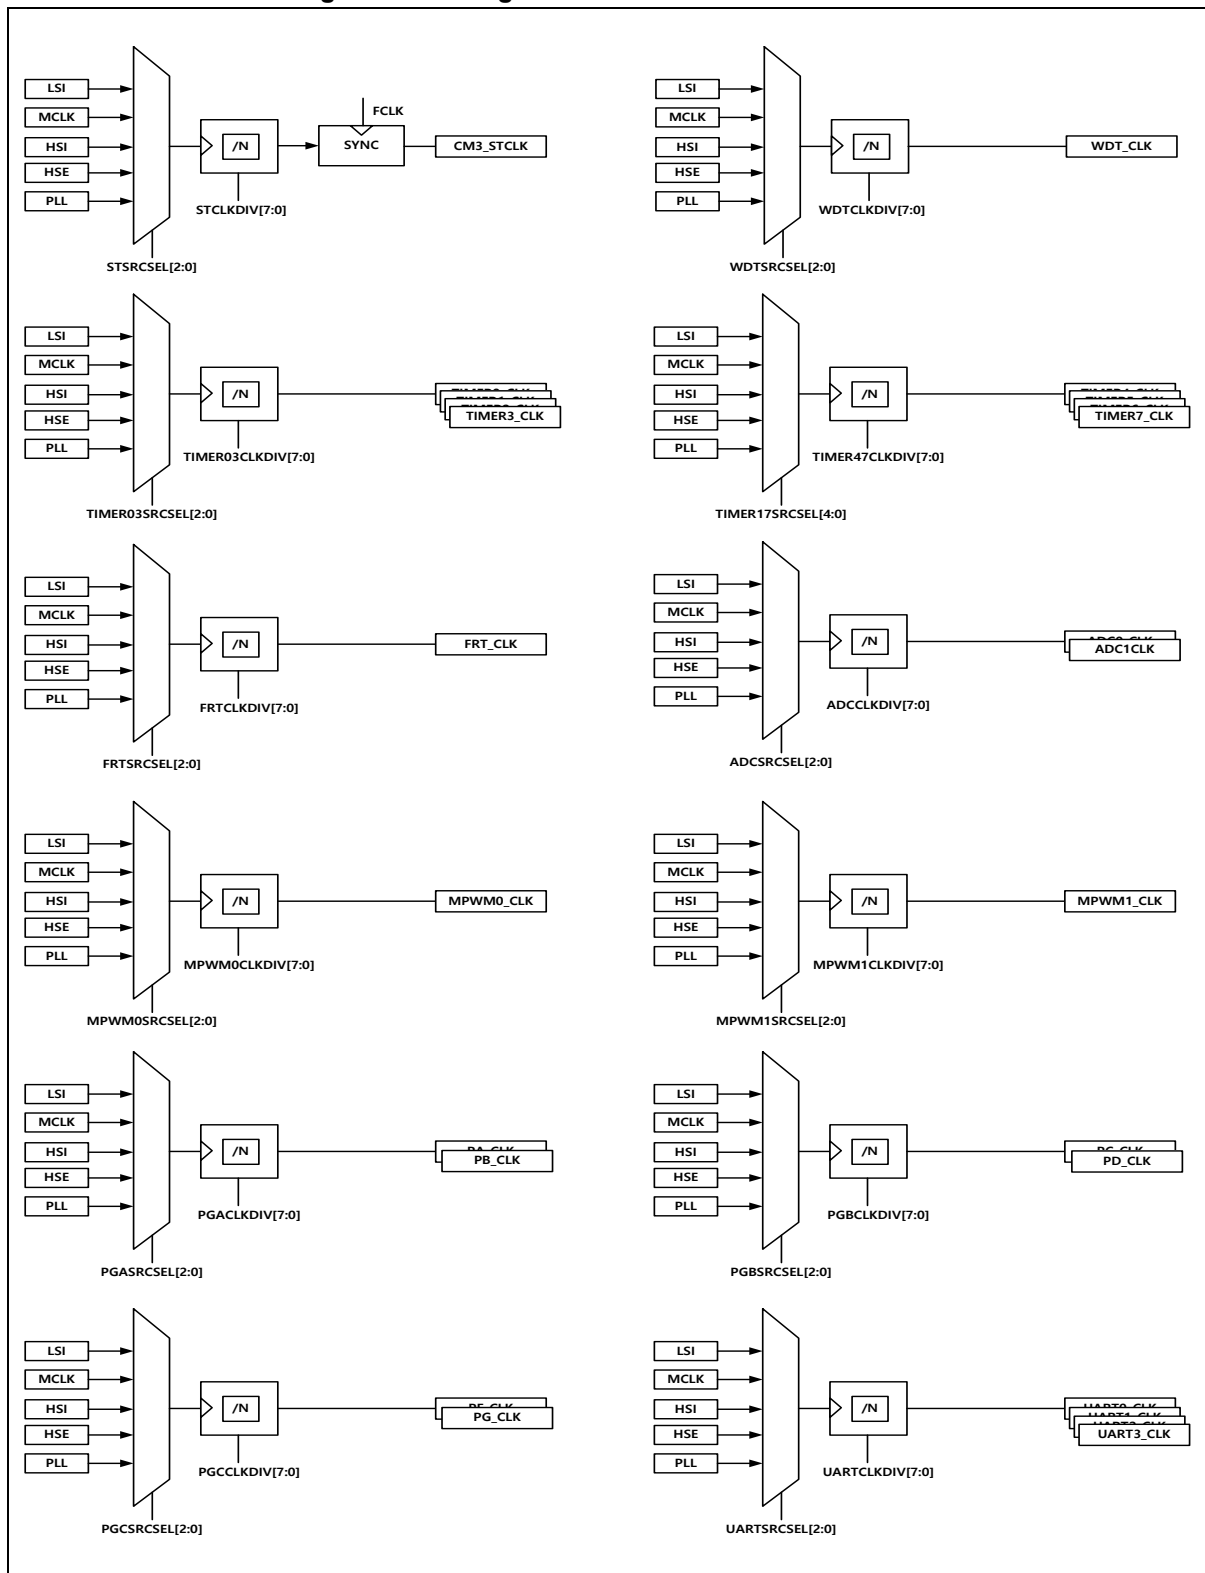 LSI
MCLK
HSI
HSE
PLL
STSRCSEL[2:0]
/N
STCLKDIV[7:0]
FCLK
SYNC
CM3_STCLK
LSI
MCLK
HSI
HSE
PLL
WDTSRCSEL[2:0]
/N
WDTCLKDIV[7:0]
WDT_CLK
LSI
MCLK
HSI
HSE
PLL
TIMER03SRCSEL[2:0]
/N
TIMER03CLKDIV[7:0]
TIMER3_CLK
LSI
MCLK
HSI
HSE
PLL
TIMER17SRCSEL[4:0]
/N
TIMER47CLKDIV[7:0]
TIMER7_CLK
LSI
MCLK
HSI
HSE
PLL
FRTSRCSEL[2:0]
/N
FRTCLKDIV[7:0]
FRT_CLK
LSI
MCLK
HSI
HSE
PLL
ADCSRCSEL[2:0]
/N
ADCCLKDIV[7:0]
ADC1CLK
LSI
MCLK
HSI
HSE
PLL
MPWM0SRCSEL[2:0]
/N
MPWM0CLKDIV[7:0]
MPWM0_CLK
LSI
MCLK
HSI
HSE
PLL
MPWM1SRCSEL[2:0]
/N
MPWM1CLKDIV[7:0]
MPWM1_CLK
LSI
MCLK
HSI
HSE
PLL
PGASRCSEL[2:0]
/N
PGACLKDIV[7:0]
PB_CLK
LSI
MCLK
HSI
HSE
PLL
PGBSRCSEL[2:0]
/N
PGBCLKDIV[7:0]
PD_CLK
LSI
MCLK
HSI
HSE
PLL
PGCSRCSEL[2:0]
/N
PGCCLKDIV[7:0]
PG_CLK
LSI
MCLK
HSI
HSE
PLL
UARTSRCSEL[2:0]
/N
UARTCLKDIV[7:0]
UART3_CLK